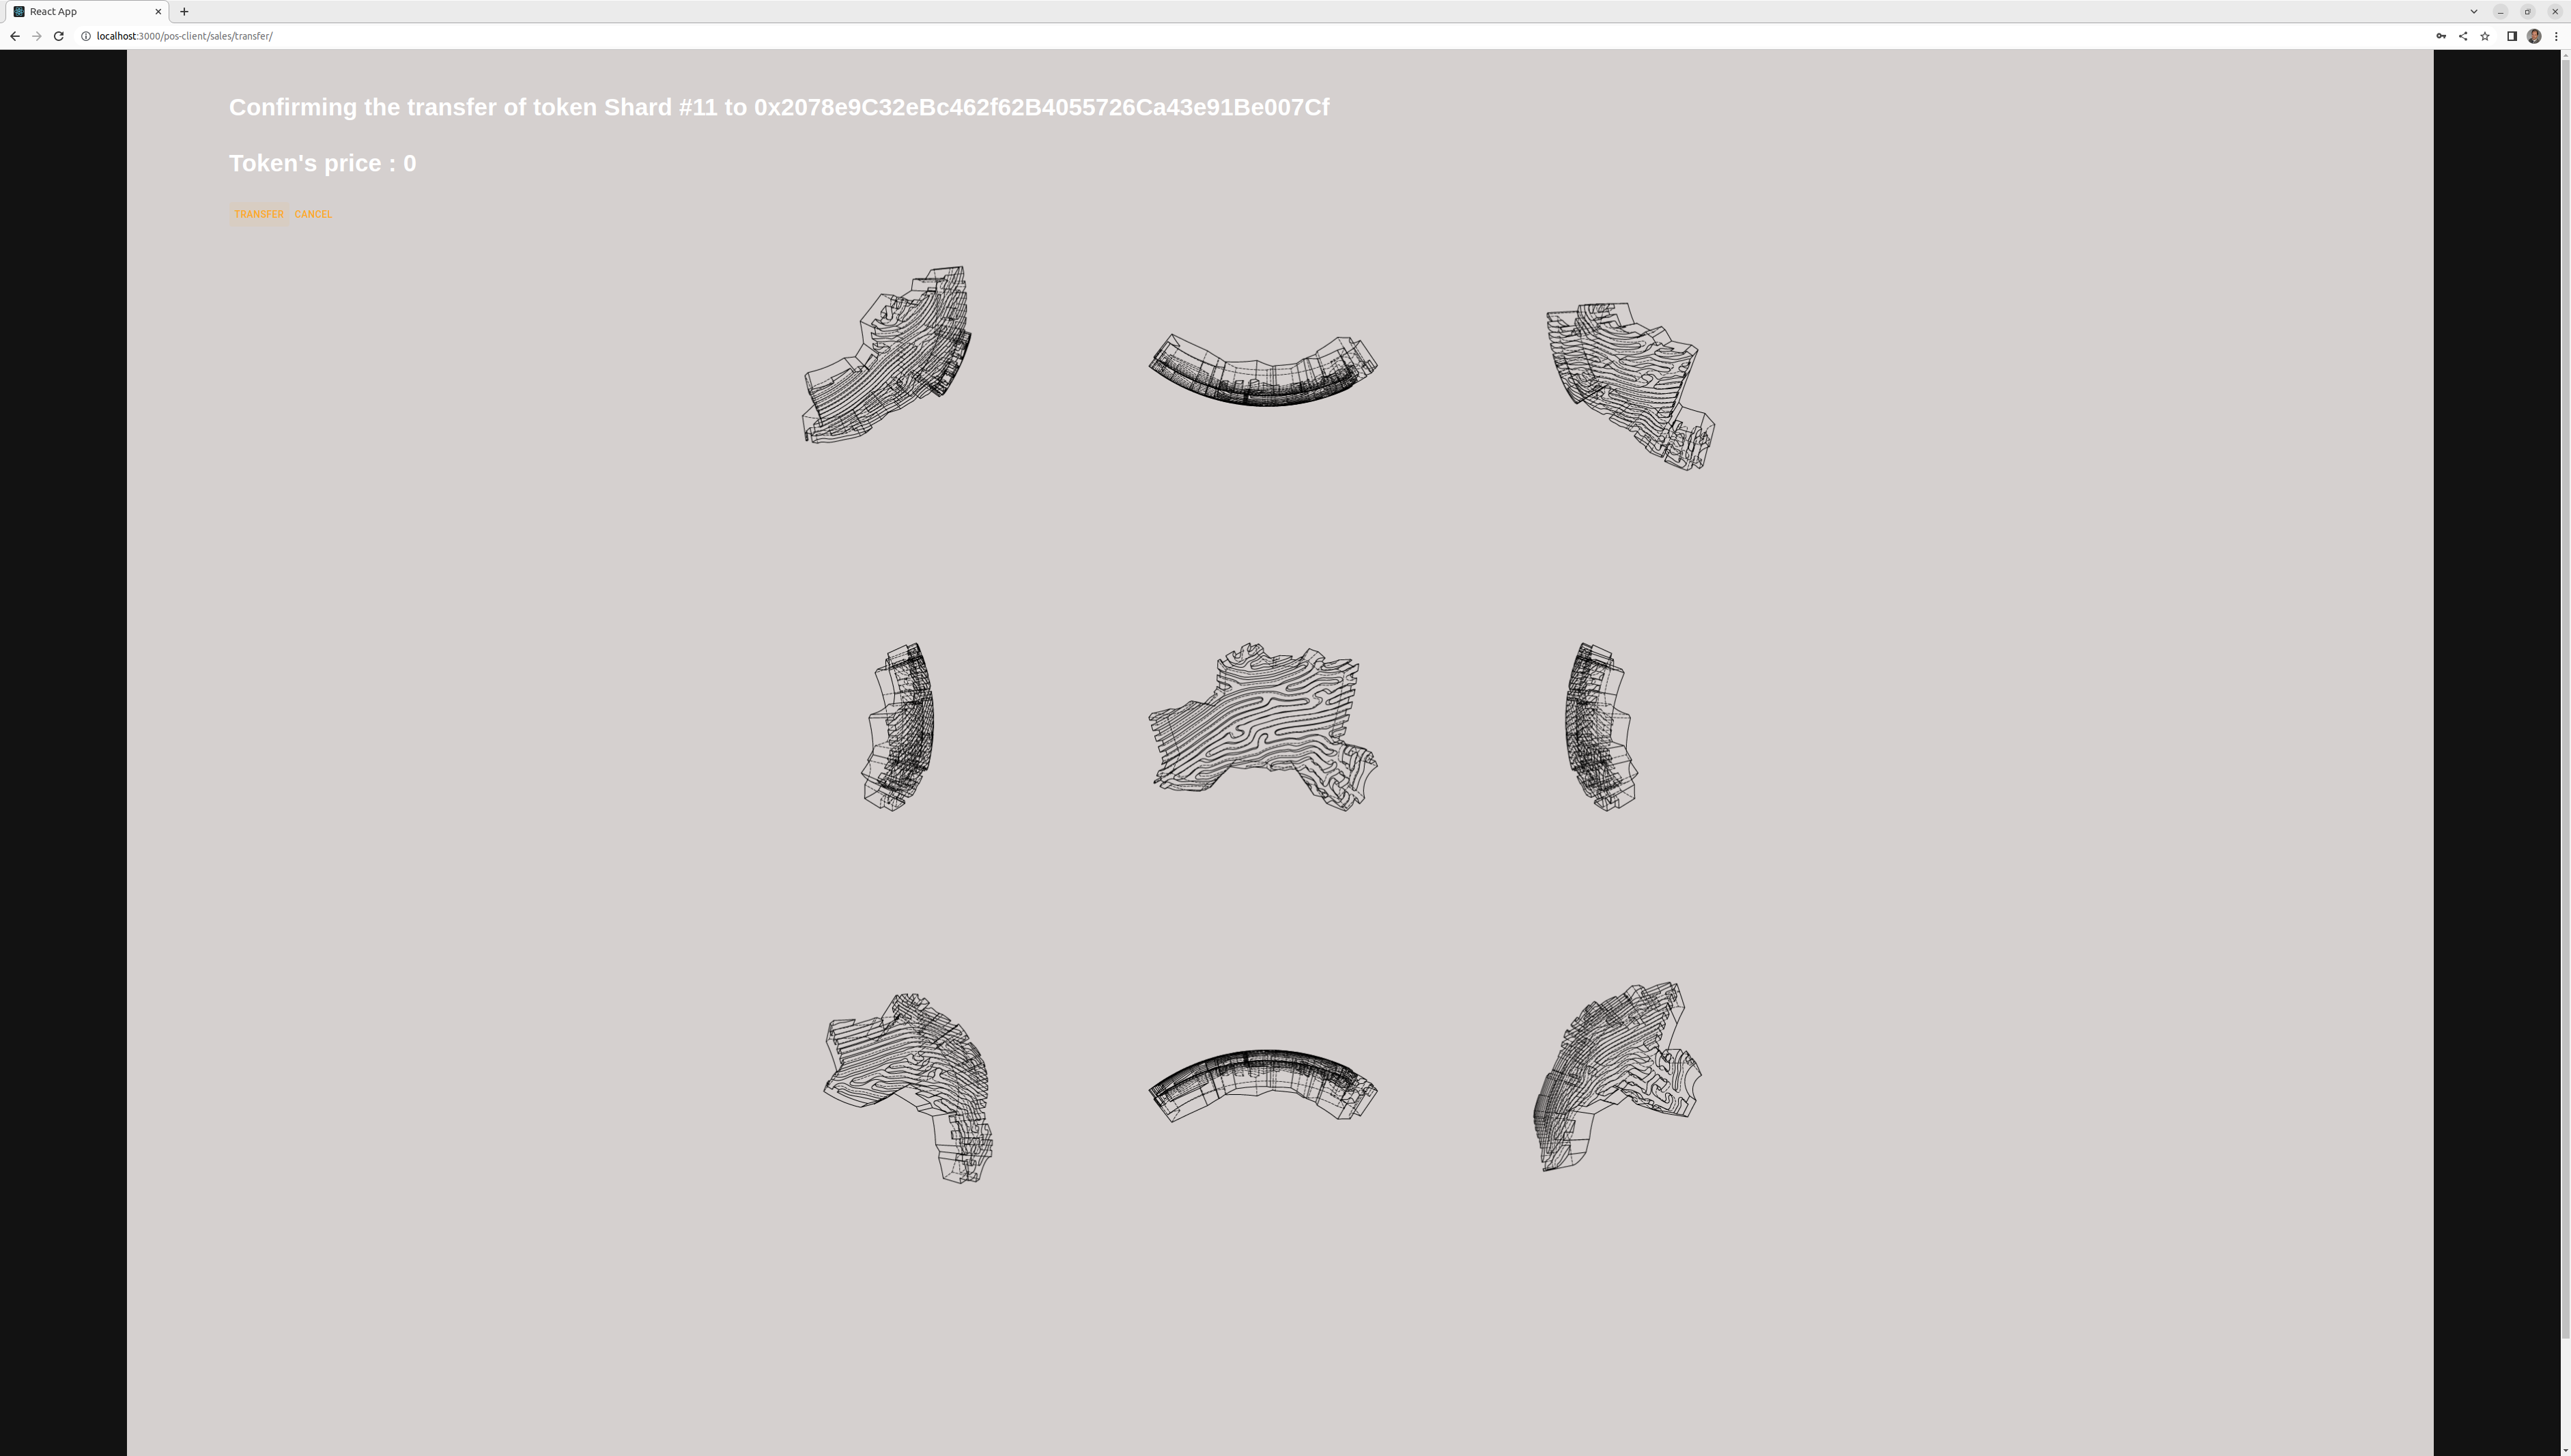 React App
localhost:3000/pos-client/sales/transfer/
Confirming the transfer of token Shard #11 to 0x2078e9C32eBc462f62B4055726Ca43e91Be007Cf
Token's price : 0
TRANSFER CANCEL